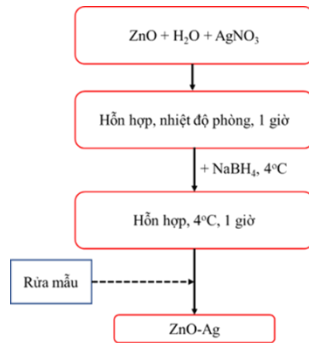 ZnO + H₂O + AgNO₃
Hỗn hợp, nhiệt độ phòng, 1 giờ
+ NaBH₄, 4°C
Hỗn hợp, 4°C, 1 giờ
Rửa mẫu
ZnO-Ag